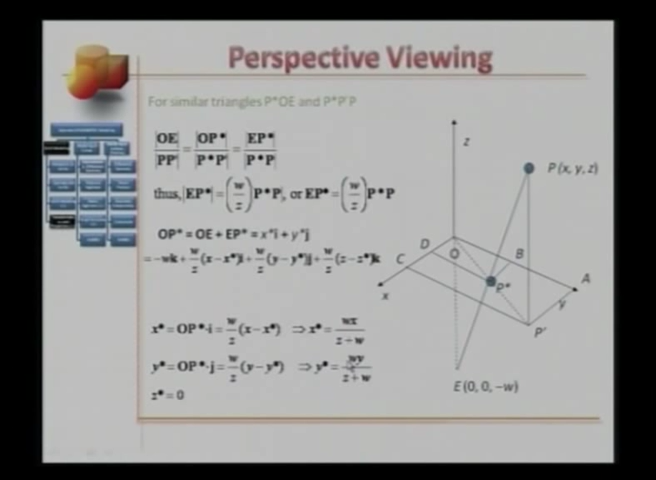 Perspective Viewing
For similar triangles P*OE and P*P'P
|OE| / |PP'| = |OP*| / |P*P'| = |EP*| / |P*P|
thus, |EP*| = (w/z) |P*P|, or EP* = (w/z) P*P
OP* = OE + EP* = x*i + y*j
= -wk + w/z (x-x*)i + w/z (y-y*)j + w/z (z-z*)k
x* = OP*·i = w/z (x-x*) ⇒ x* = wx / z+w
y* = OP*·j = w/z (y-y*) ⇒ y* = wy / z+w
z* = 0
z
P (x, y, z)
D
O
B
C
A
x
P*
y
P'
E (0, 0, -w)